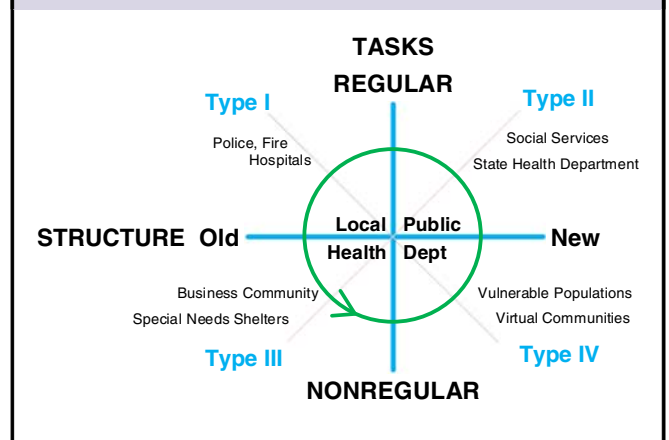 TASKS
REGULAR
Type I
Type II
Police, Fire
Hospitals
Social Services
State Health Department
STRUCTURE Old
Local Public
Health Dept
New
Business Community
Special Needs Shelters
Vulnerable Populations
Virtual Communities
Type III
Type IV
NONREGULAR